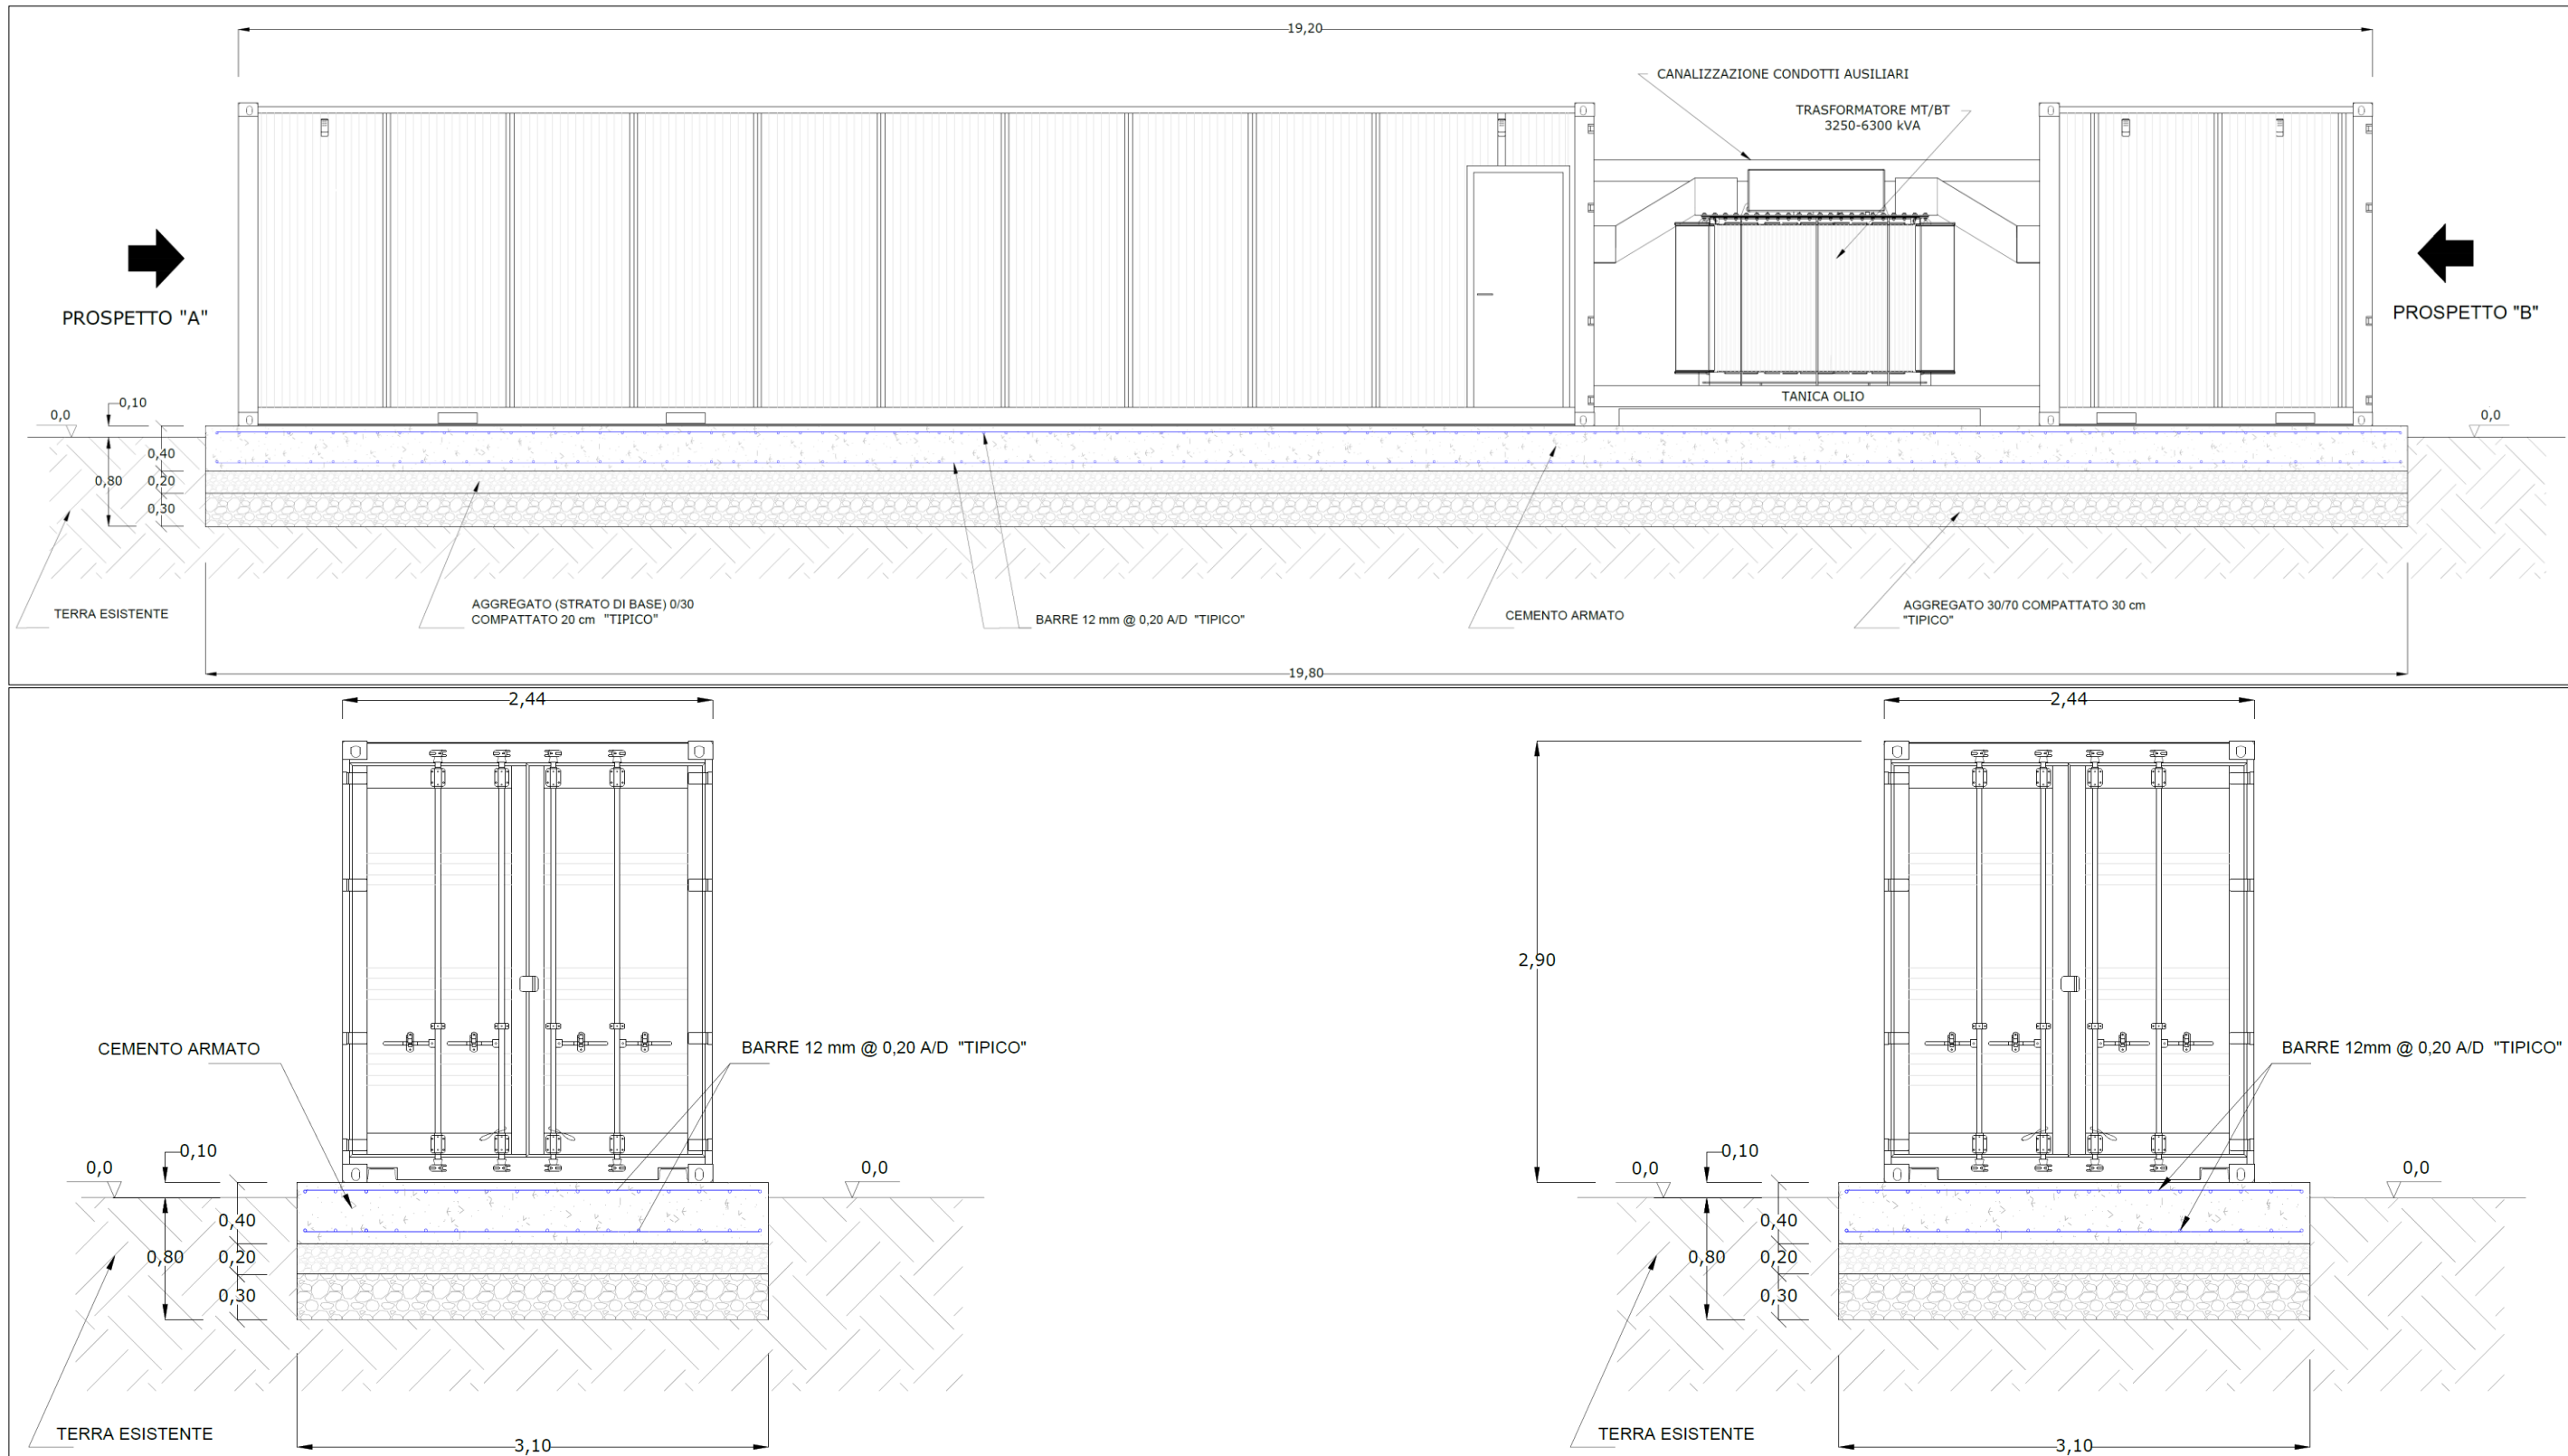 19,20
CANALIZZAZIONE CONDOTTI AUSILIARI
TRASFORMATORE MT/BT
3250-6300 kVA
PROSPETTO "A"
PROSPETTO "B"
TANICA OLIO
0,10
0,0
0,0
0,40
0,80
0,20
0,30
TERRA ESISTENTE
AGGREGATO (STRATO DI BASE) 0/30
COMPATTATO 20 cm "TIPICO"
BARRE 12 mm @ 0,20 A/D "TIPICO"
CEMENTO ARMATO
AGGREGATO 30/70 COMPATTATO 30 cm
"TIPICO"
19,80
2,44
CEMENTO ARMATO
BARRE 12 mm @ 0,20 A/D "TIPICO"
0,10
0,0
0,0
0,40
0,80
0,20
0,30
TERRA ESISTENTE
3,10
2,44
2,90
BARRE 12mm @ 0,20 A/D "TIPICO"
0,10
0,0
0,0
0,40
0,80
0,20
0,30
TERRA ESISTENTE
3,10